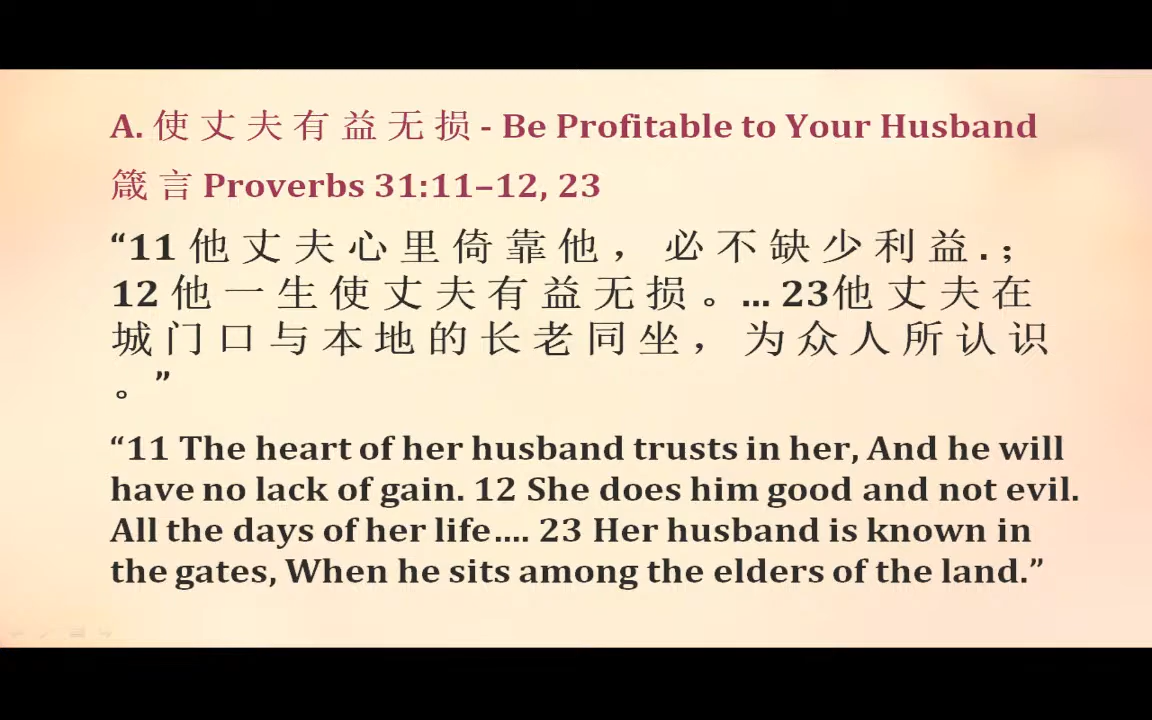 A. 使丈夫有益无损 - Be Profitable to Your Husband
箴言 Proverbs 31:11–12, 23
“11 他丈夫心里倚靠他，必不缺少利益.；
12 他一生使丈夫有益无损。... 23他丈夫在
城门口与本地的长老同坐，为众人所认识
。”
“11 The heart of her husband trusts in her, And he will
have no lack of gain. 12 She does him good and not evil.
All the days of her life.... 23 Her husband is known in
the gates, When he sits among the elders of the land.”